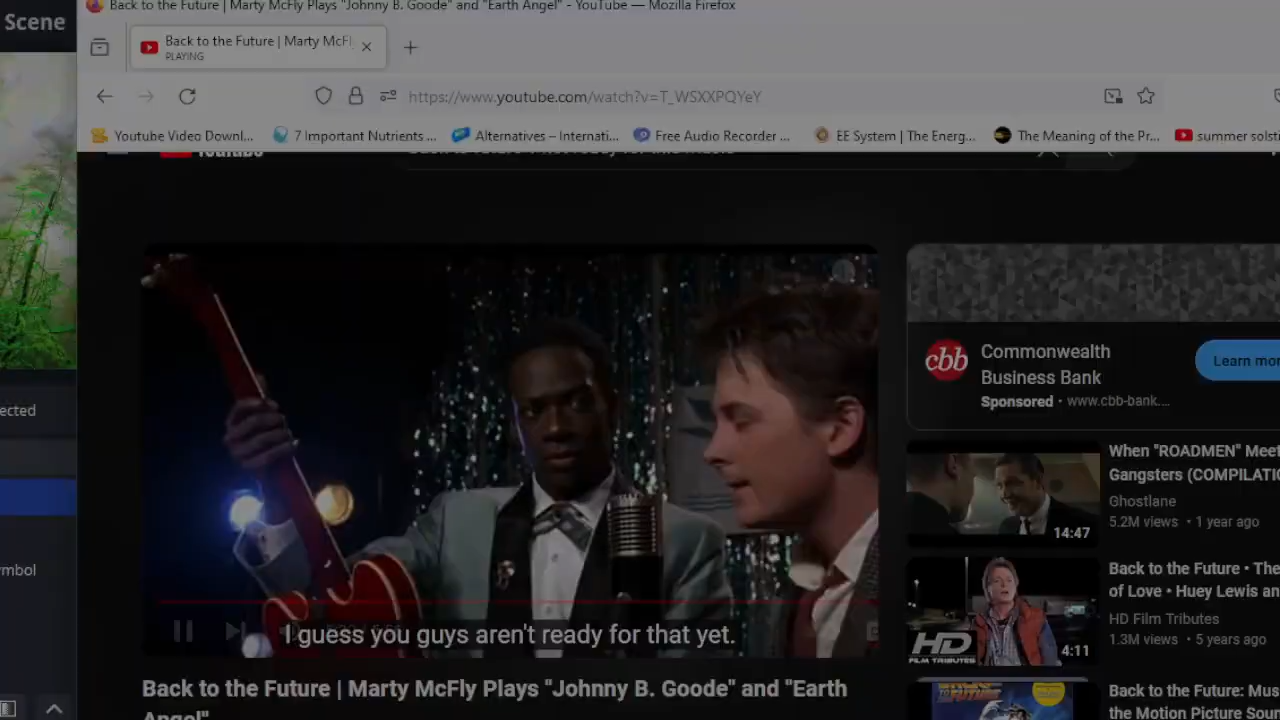 Scene
Back to the Future | Marty McFly Plays "Johnny B. Goode" and "Earth Angel" - YouTube — Mozilla Firefox
Back to the Future | Marty McFl
PLAYING
https://www.youtube.com/watch?v=T_WSXXPQYeY
Youtube Video Downl... 7 Important Nutrients ... Alternatives – Internati... Free Audio Recorder ... EE System | The Energ... The Meaning of the Pr... summer solsti
YouTube
I guess you guys aren't ready for that yet.
Back to the Future | Marty McFly Plays "Johnny B. Goode" and "Earth
Angel"
cbb
Commonwealth
Business Bank
Sponsored · www.cbb-bank....
Learn mor
When "ROADMEN" Meet
Gangsters (COMPILATIO
Ghostlane
5.2M views • 1 year ago
14:47
Back to the Future • The
of Love • Huey Lewis an
HD Film Tributes
1.3M views • 5 years ago
HD
FILM TRIBUTES
4:11
Back to the Future: Mus
the Motion Picture Soun
ected
ymbol